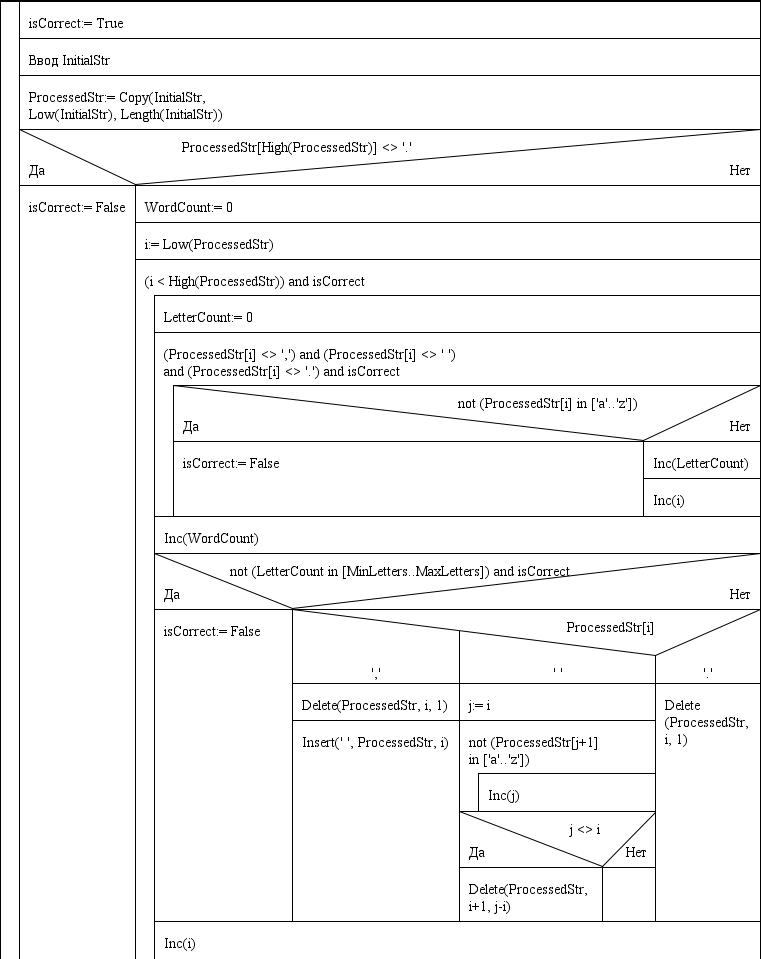 isCorrect:= True
Ввод InitialStr
ProcessedStr:= Copy(InitialStr,
Low(InitialStr), Length(InitialStr))
ProcessedStr[High(ProcessedStr)] <> '.'
Да
Нет
isCorrect:= False
WordCount:= 0
i:= Low(ProcessedStr)
(i < High(ProcessedStr)) and isCorrect
LetterCount:= 0
(ProcessedStr[i] <> ',') and (ProcessedStr[i] <> ' ')
and (ProcessedStr[i] <> '.') and isCorrect
not (ProcessedStr[i] in ['a'..'z'])
Да
Нет
isCorrect:= False
Inc(LetterCount)
Inc(i)
Inc(WordCount)
not (LetterCount in [MinLetters..MaxLetters]) and isCorrect
Да
Нет
isCorrect:= False
ProcessedStr[i]
','
' '
'.'
Delete(ProcessedStr, i, 1)
Insert(' ', ProcessedStr, i)
j:= i
not (ProcessedStr[j+1]
in ['a'..'z'])
Inc(j)
j <> i
Да
Нет
Delete(ProcessedStr,
i+1, j-i)
Delete
(ProcessedStr,
i, 1)
Inc(i)